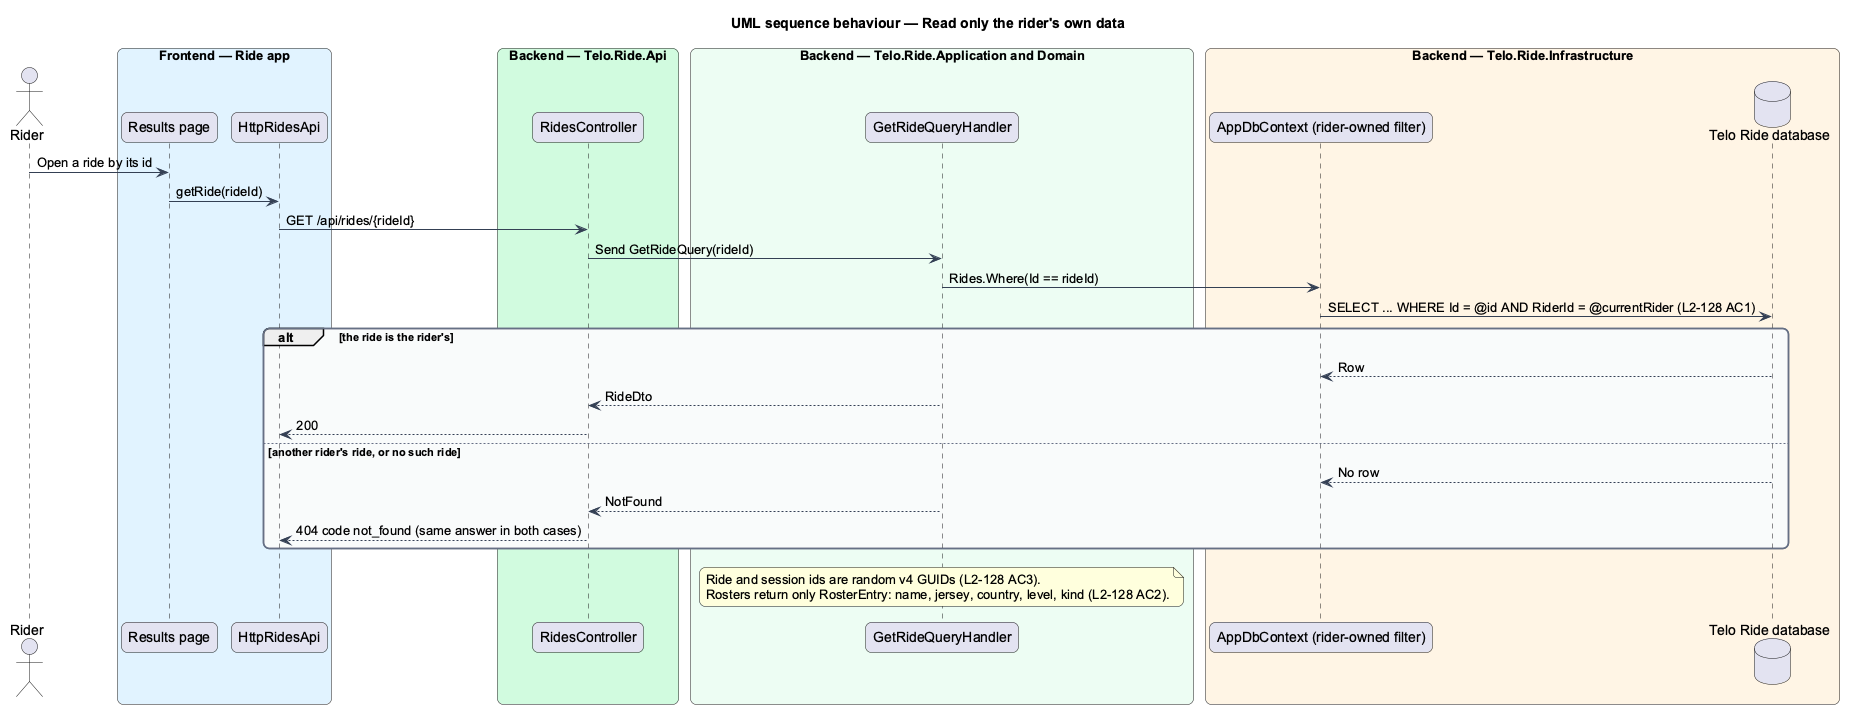 UML sequence behaviour — Read only the rider's own data
Frontend — Ride app
Backend — Telo.Ride.Api
Backend — Telo.Ride.Application and Domain
Backend — Telo.Ride.Infrastructure
Rider
Results page
HttpRidesApi
RidesController
GetRideQueryHandler
AppDbContext (rider-owned filter)
Telo Ride database
Open a ride by its id
getRide(rideId)
GET /api/rides/{rideId}
Send GetRideQuery(rideId)
Rides.Where(Id == rideId)
SELECT ... WHERE Id = @id AND RiderId = @currentRider (L2-128 AC1)
alt
[the ride is the rider's]
Row
RideDto
200
[another rider's ride, or no such ride]
No row
NotFound
404 code not_found (same answer in both cases)
Ride and session ids are random v4 GUIDs (L2-128 AC3).
Rosters return only RosterEntry: name, jersey, country, level, kind (L2-128 AC2).
Rider
Results page
HttpRidesApi
RidesController
GetRideQueryHandler
AppDbContext (rider-owned filter)
Telo Ride database